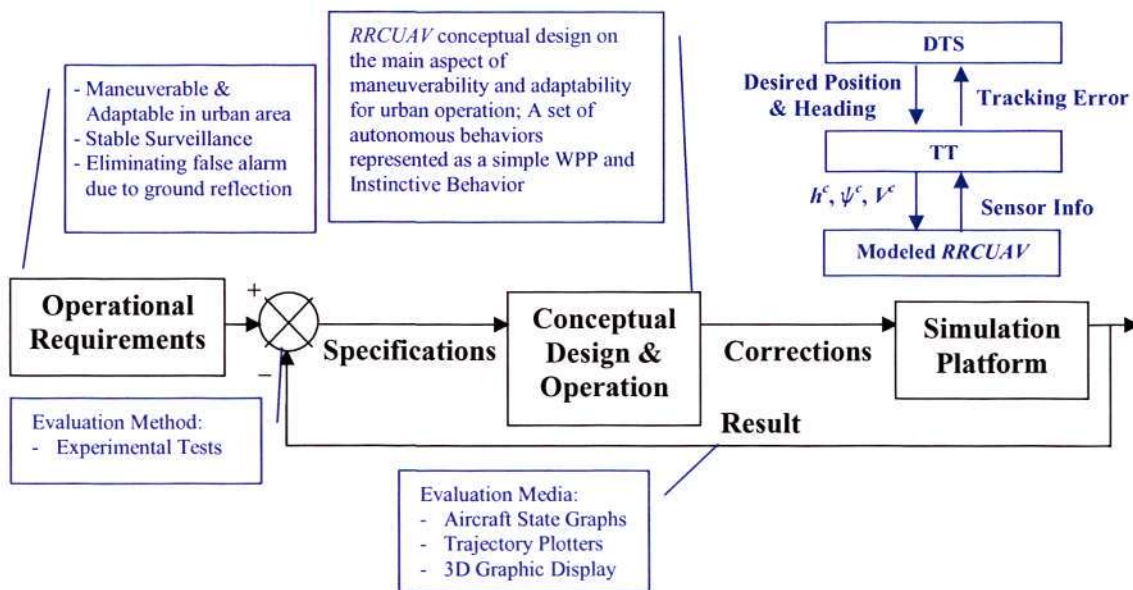 - Maneuverable &
Adaptable in urban area
- Stable Surveillance
- Eliminating false alarm
due to ground reflection
RRCUAV conceptual design on
the main aspect of
maneuverability and adaptability
for urban operation; A set of
autonomous behaviors
represented as a simple WPP and
Instinctive Behavior
DTS
Desired Position
& Heading
Tracking Error
TT
h^c, ψ^c, V^c
Sensor Info
Modeled RRCUAV
Operational
Requirements
+
−
Specifications
Conceptual
Design &
Operation
Corrections
Simulation
Platform
Result
Evaluation Method:
- Experimental Tests
Evaluation Media:
- Aircraft State Graphs
- Trajectory Plotters
- 3D Graphic Display